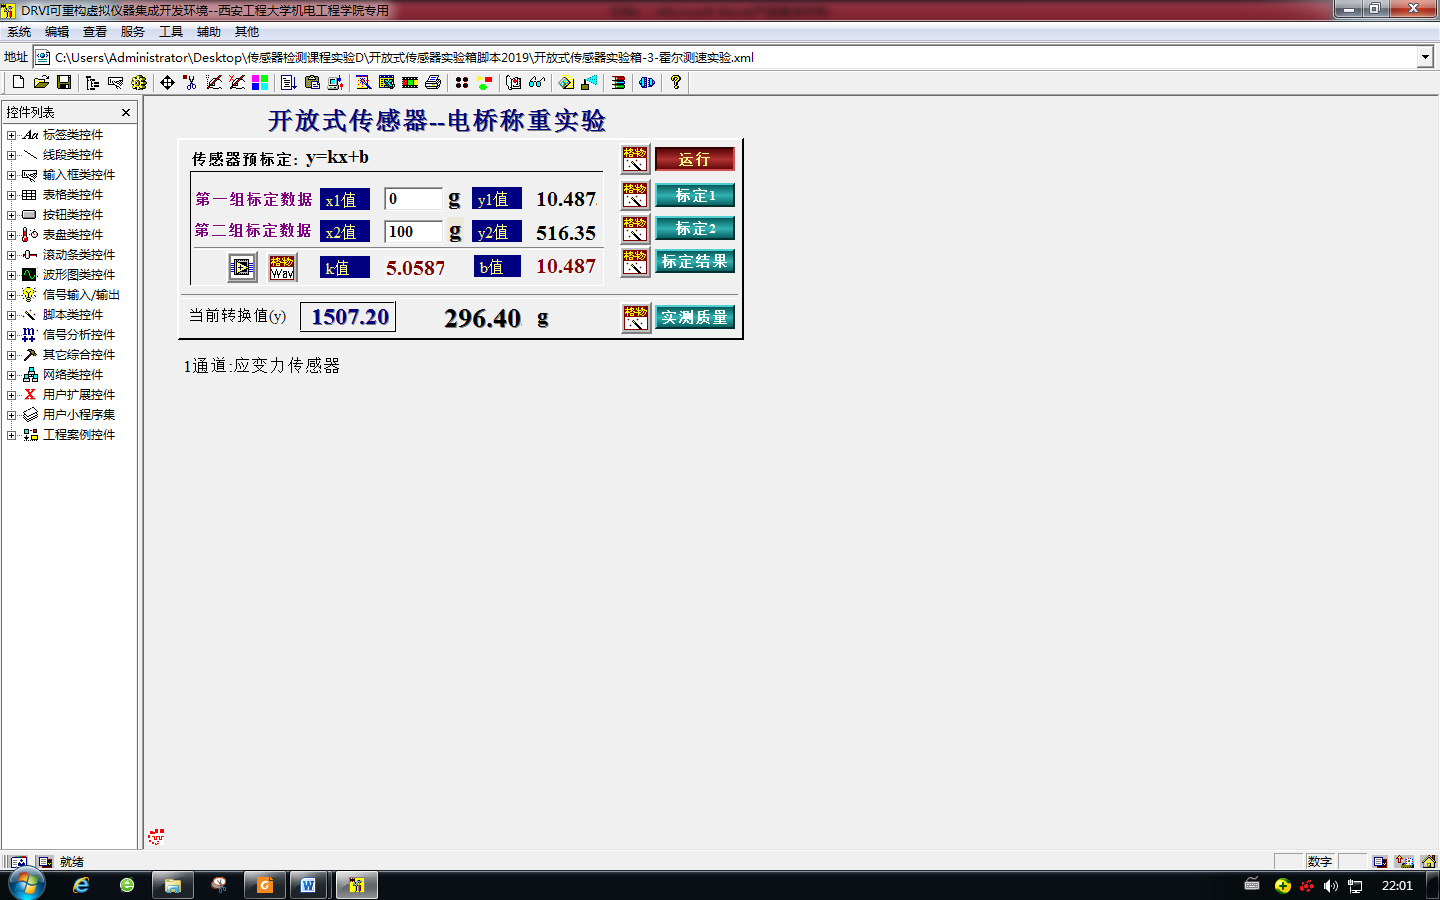 DRVI可重构虚拟仪器集成开发环境--西安工程大学机电工程学院专用
系统 编辑 查看 服务 工具 辅助 其他
地址 C:\Users\Administrator\Desktop\传感器检测课程实验D\开放式传感器实验箱脚本2019\开放式传感器实验箱-3-霍尔测速实验.xml
控件列表
标签类控件
线段类控件
输入框类控件
表格类控件
按钮类控件
表盘类控件
滚动条类控件
波形图类控件
信号输入/输出
脚本类控件
信号分析控件
其它综合控件
网络类控件
用户扩展控件
用户小程序集
工程案例控件
开放式传感器--电桥称重实验
传感器预标定: y=kx+b 格物 运行
第一组标定数据 x1值 0 g y1值 10.487 格物 标定1
第二组标定数据 x2值 100 g y2值 516.35 格物 标定2
格物 Wav k值 5.0587 b值 10.487 格物 标定结果
当前转换值(y) 1507.20 296.40 g 格物 实测质量
1通道:应变力传感器
就绪 数字
22:01